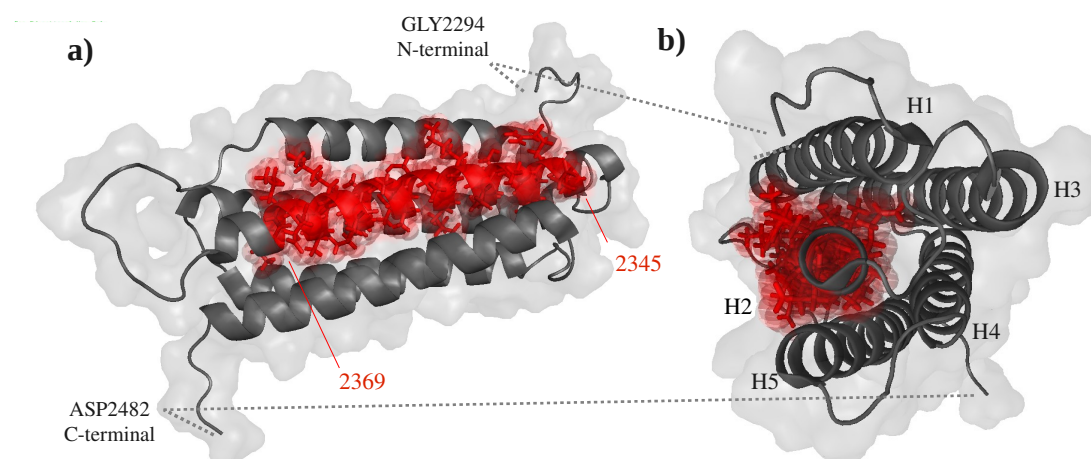 a)
GLY2294
N-terminal
b)
H1
H3
2345
H2
H4
2369
H5
ASP2482
C-terminal